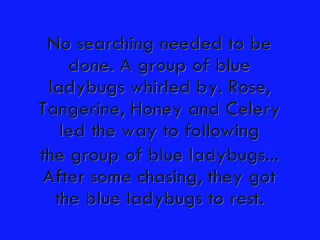 No searching needed to be
done. A group of blue
ladybugs whirled by. Rose,
Tangerine, Honey and Celery
led the way to following
the group of blue ladybugs...
After some chasing, they got
the blue ladybugs to rest.